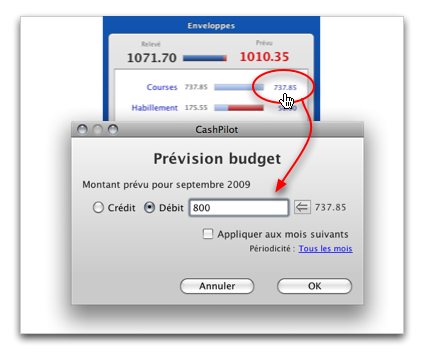 Enveloppes
Relevé Prévu
1071.70 1010.35
Courses 737.85 737.85
Habillement 175.55
CashPilot
Prévision budget
Montant prévu pour septembre 2009
Crédit Débit 800 737.85
Appliquer aux mois suivants
Périodicité : Tous les mois
Annuler OK